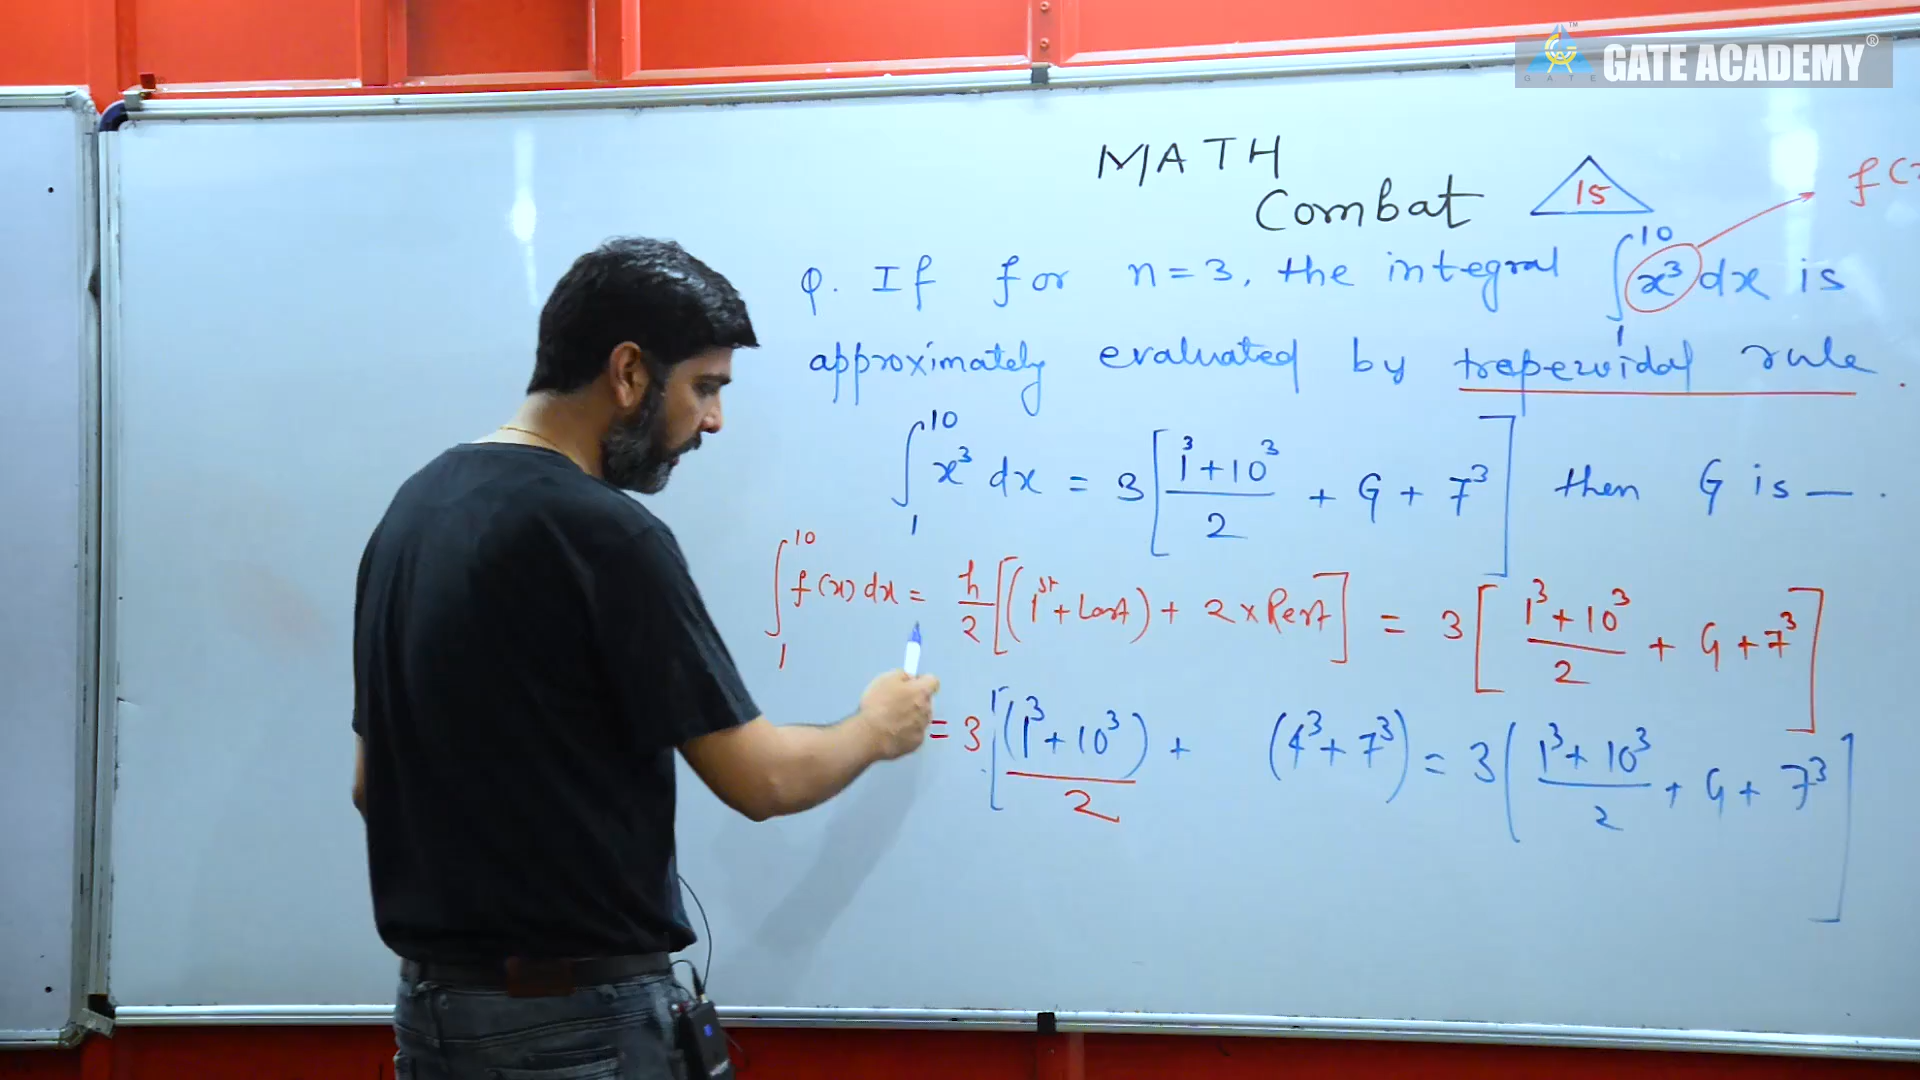 GATE ACADEMY®
GATE
MATH
Combat 15
Q. If for n = 3, the integral ∫₁¹⁰ x³ dx is
approximately evaluated by trapezoidal rule.
∫₁¹⁰ x³ dx = 3 [ (1³ + 10³)/2 + G + 7³ ] then G is — .
∫₁¹⁰ f(x) dx = h/2 [ (1st + Last) + 2 × Rest ] = 3 [ (1³ + 10³)/2 + G + 7³ ]
= 3 [ (1³ + 10³)/2 + (4³ + 7³) = 3 [ (1³ + 10³)/2 + G + 7³ ]